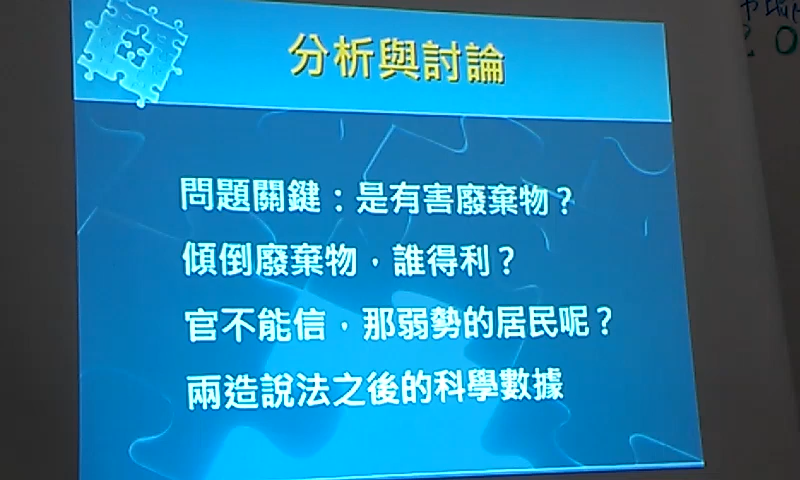 分析與討論
問題關鍵：是有害廢棄物？
傾倒廢棄物，誰得利？
官不能信，那弱勢的居民呢？
兩造說法之後的科學數據